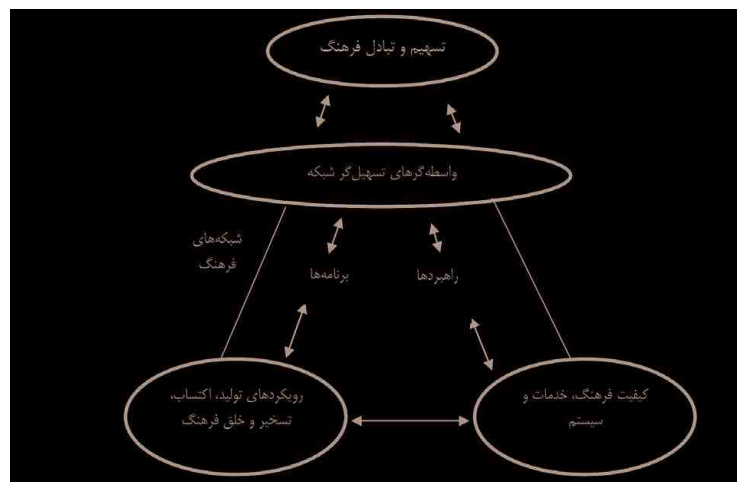 تسهیم و تبادل فرهنگ
واسطه‌گرهای تسهیل‌گر شبکه
شبکه‌های
فرهنگ
برنامه‌ها
راهبردها
رویکردهای تولید، اکتساب،
تسخیر و خلق فرهنگ
کیفیت فرهنگ، خدمات و
سیستم